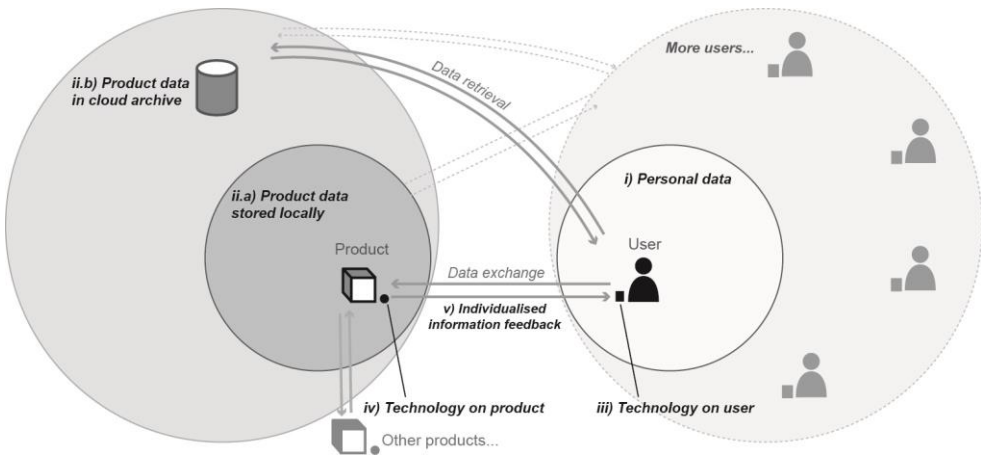 More users...
Data retrieval
ii.b) Product data
in cloud archive
i) Personal data
ii.a) Product data
stored locally
Product
User
Data exchange
v) Individualised
information feedback
iv) Technology on product
iii) Technology on user
Other products...